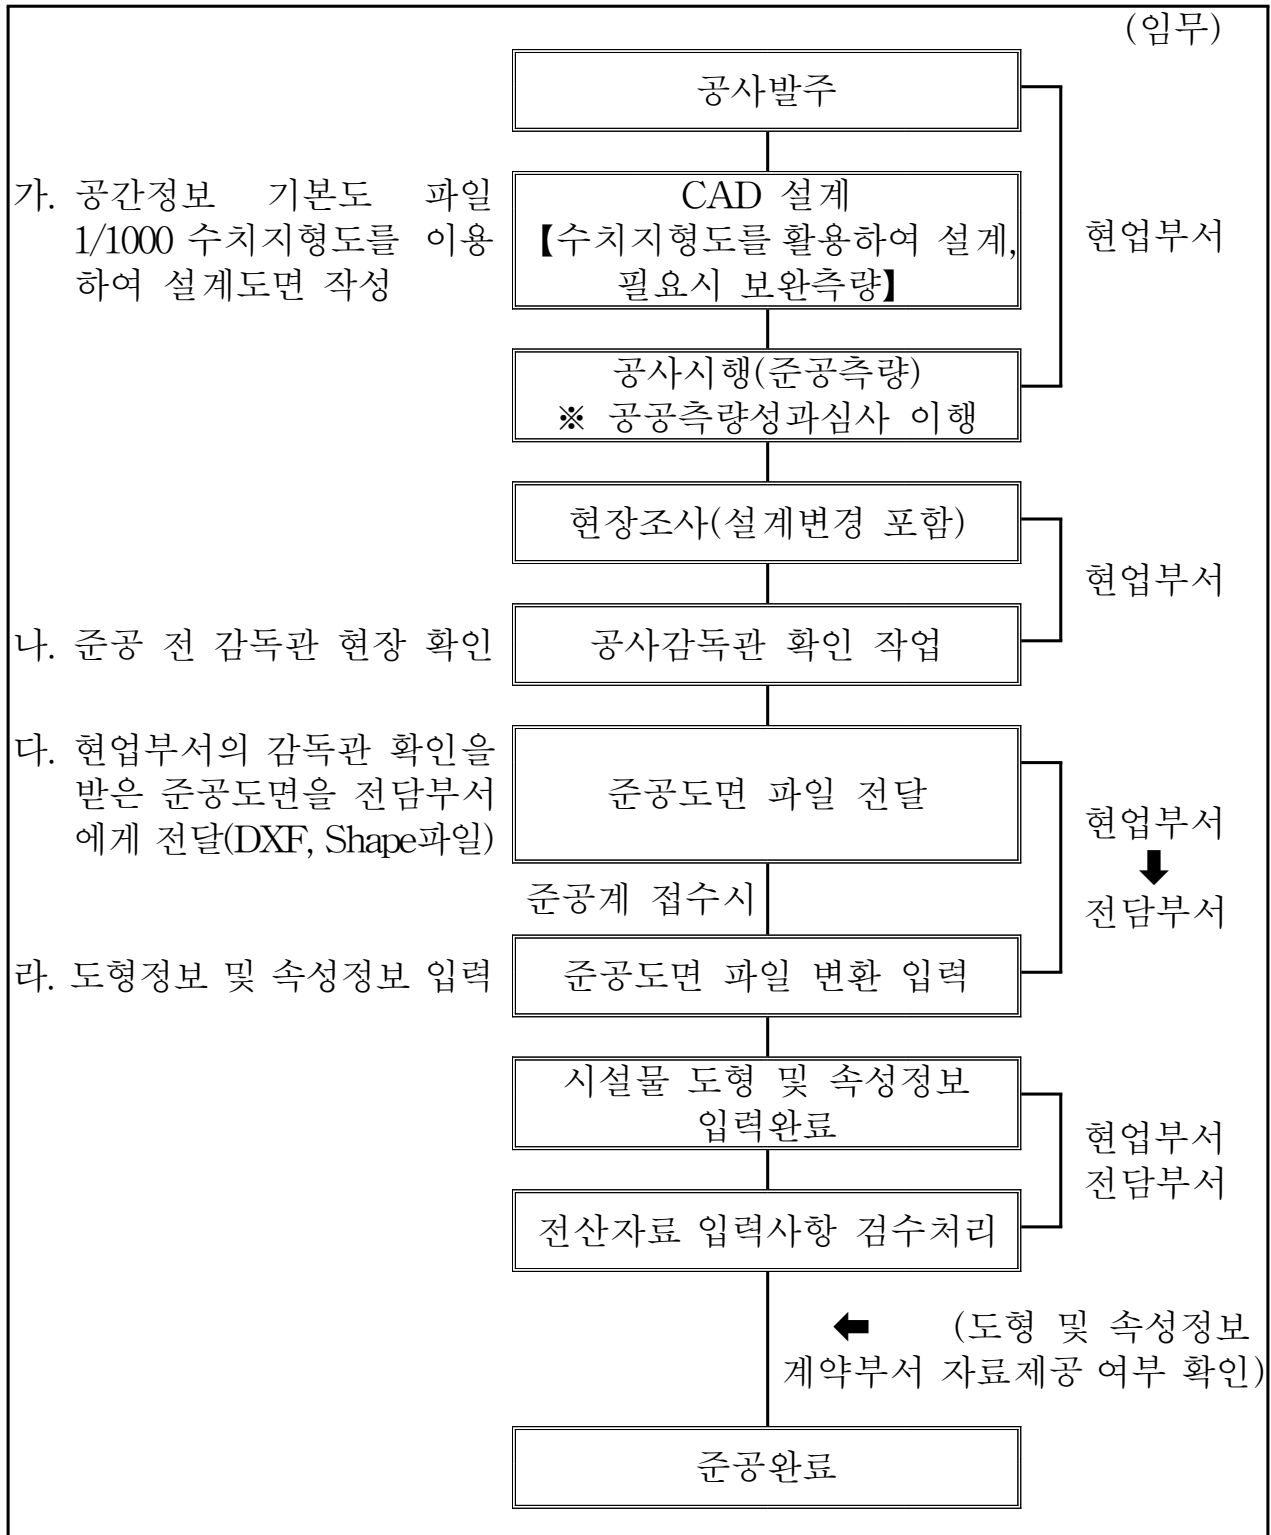 (임무)
공사발주
가. 공간정보 기본도 파일
1/1000 수치지형도를 이용
하여 설계도면 작성
CAD 설계
【수치지형도를 활용하여 설계,
필요시 보완측량】
현업부서
공사시행(준공측량)
※ 공공측량성과심사 이행
현장조사(설계변경 포함)
현업부서
나. 준공 전 감독관 현장 확인
공사감독관 확인 작업
다. 현업부서의 감독관 확인을
받은 준공도면을 전담부서
에게 전달(DXF, Shape파일)
준공도면 파일 전달
현업부서
⬇
전담부서
준공계 접수시
라. 도형정보 및 속성정보 입력
준공도면 파일 변환 입력
시설물 도형 및 속성정보
입력완료
현업부서
전담부서
전산자료 입력사항 검수처리
⬅ (도형 및 속성정보
계약부서 자료제공 여부 확인)
준공완료